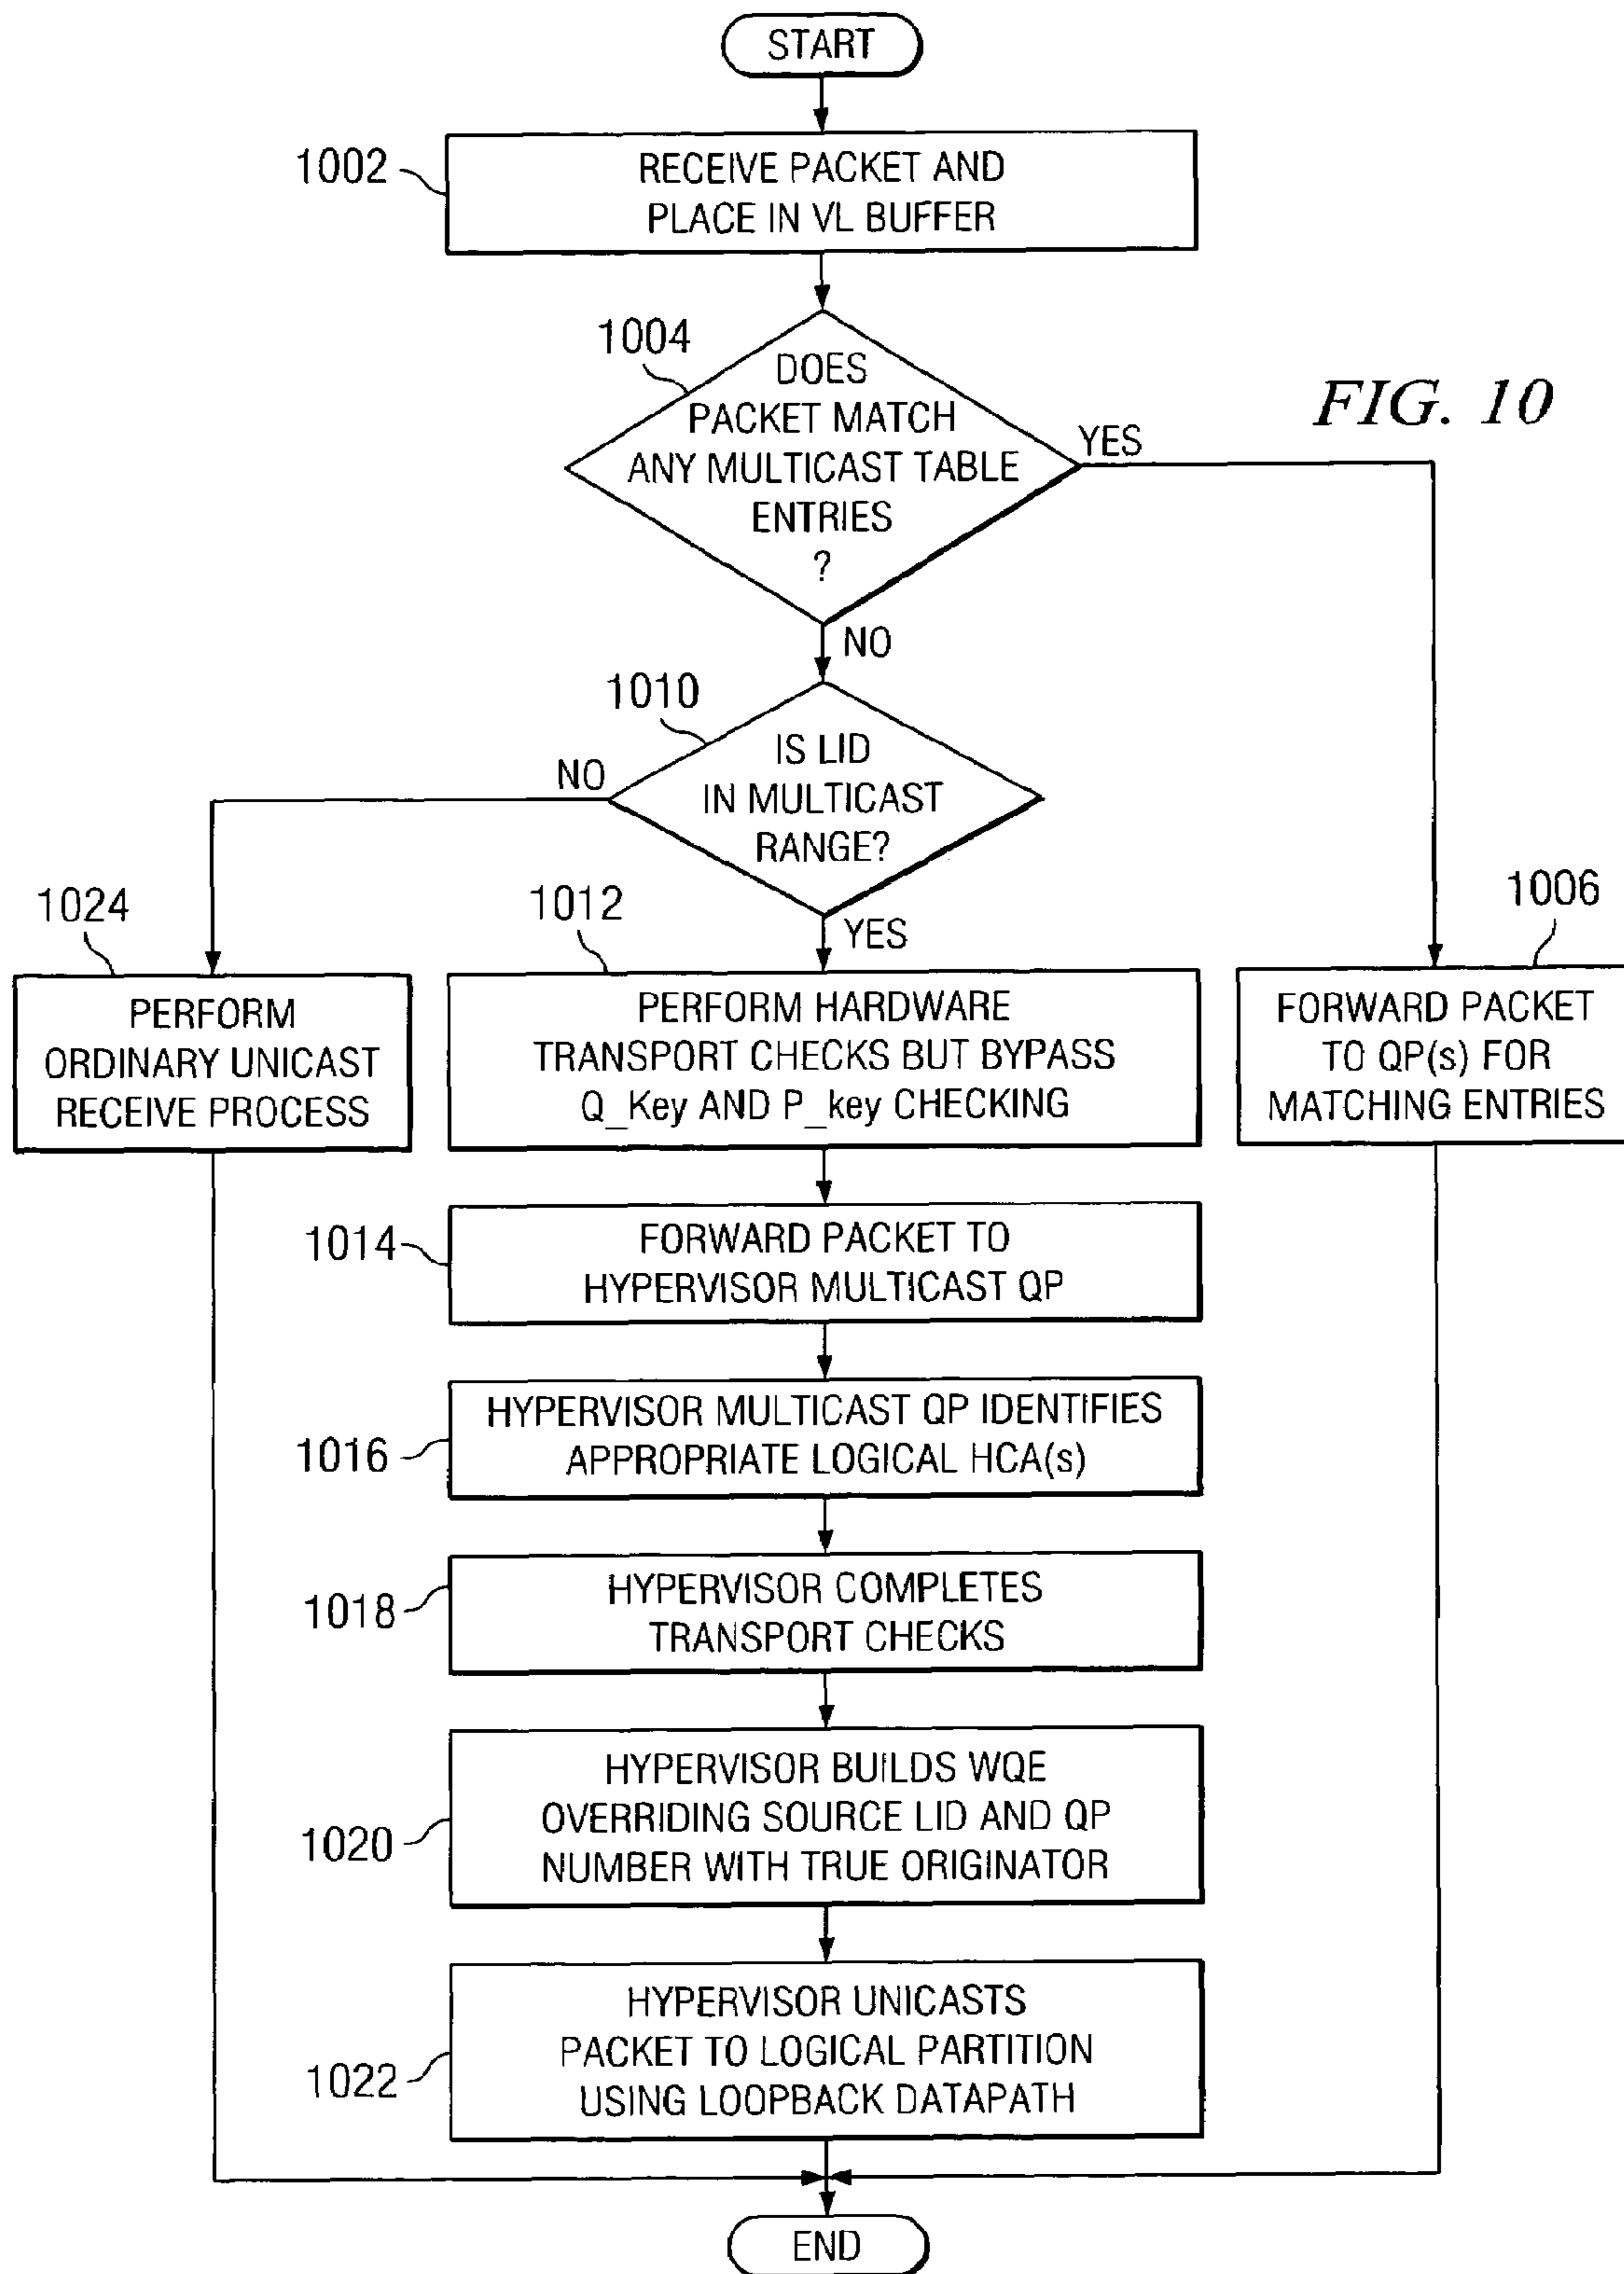 START
1002
RECEIVE PACKET AND
PLACE IN VL BUFFER
1004
DOES
PACKET MATCH
ANY MULTICAST TABLE
ENTRIES
?
YES
FIG. 10
NO
1010
IS LID
IN MULTICAST
RANGE?
NO
YES
1024
PERFORM
ORDINARY UNICAST
RECEIVE PROCESS
1012
PERFORM HARDWARE
TRANSPORT CHECKS BUT BYPASS
Q_Key AND P_key CHECKING
1006
FORWARD PACKET
TO QP(s) FOR
MATCHING ENTRIES
1014
FORWARD PACKET TO
HYPERVISOR MULTICAST QP
1016
HYPERVISOR MULTICAST QP IDENTIFIES
APPROPRIATE LOGICAL HCA(s)
1018
HYPERVISOR COMPLETES
TRANSPORT CHECKS
1020
HYPERVISOR BUILDS WQE
OVERRIDING SOURCE LID AND QP
NUMBER WITH TRUE ORIGINATOR
1022
HYPERVISOR UNICASTS
PACKET TO LOGICAL PARTITION
USING LOOPBACK DATAPATH
END